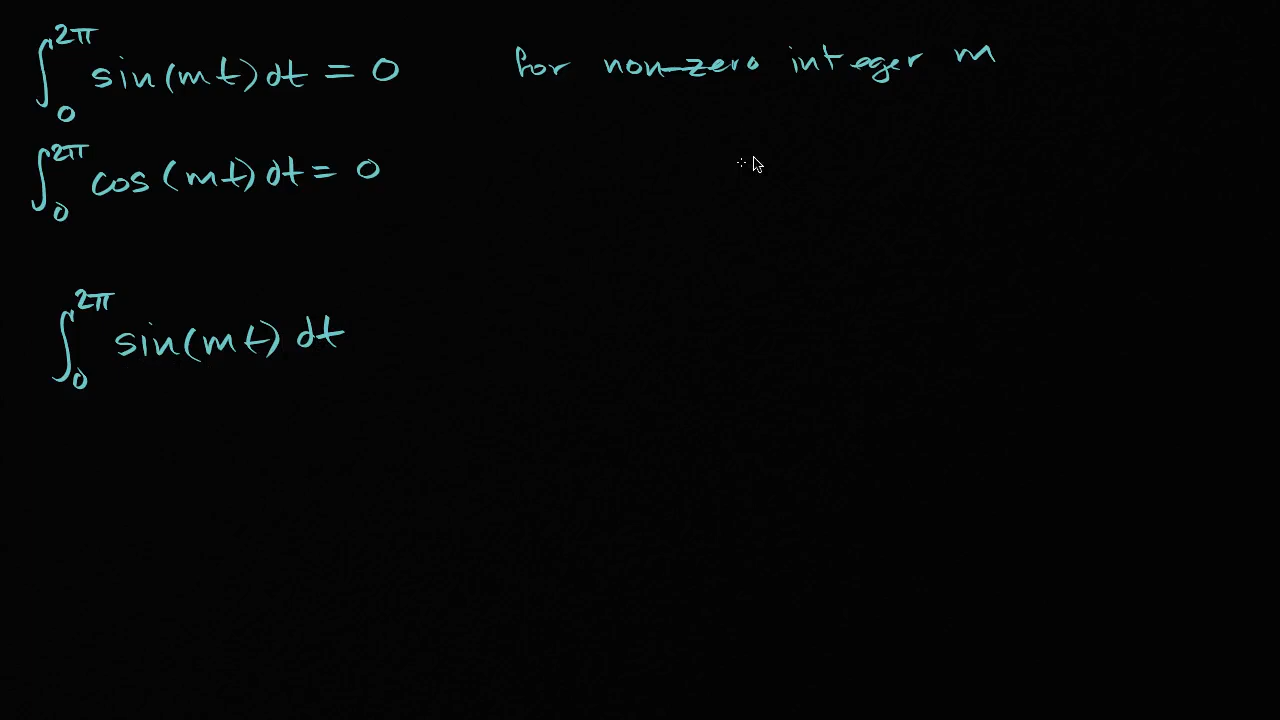 ∫₀^2π sin(mt)dt = 0 for non-zero integer m
∫₀^2π cos(mt)dt = 0
∫₀^2π sin(mt) dt